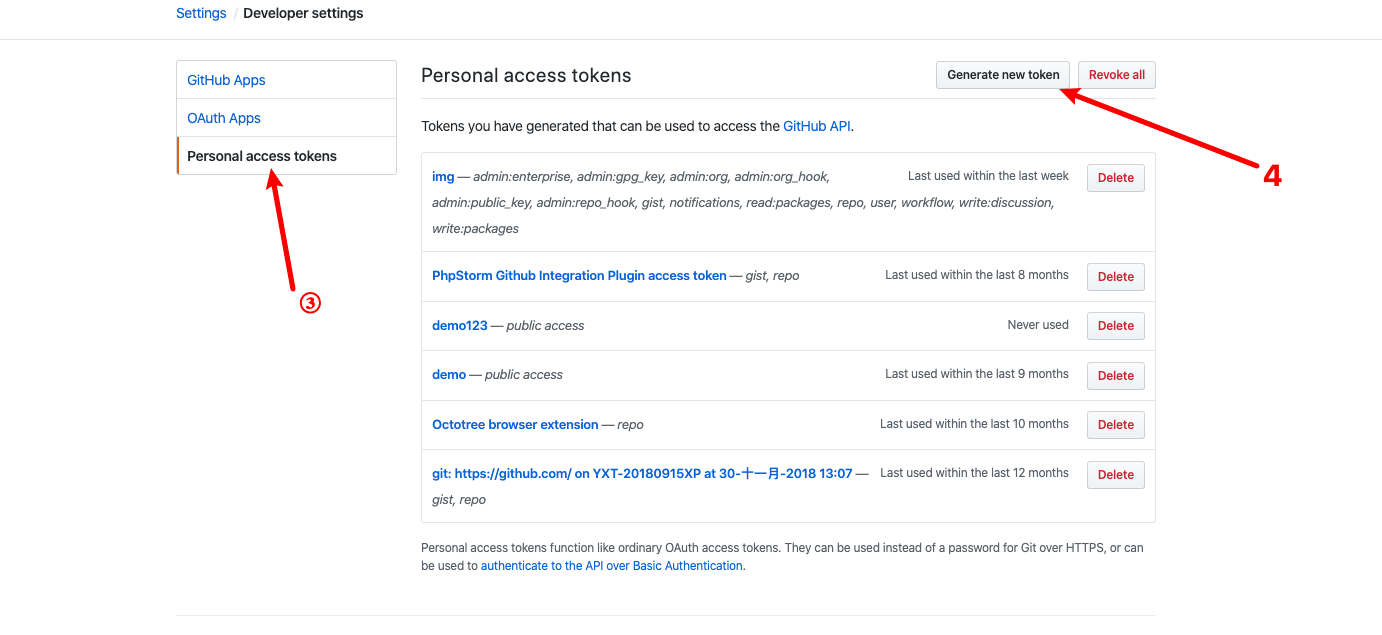 Settings / Developer settings
GitHub Apps
OAuth Apps
Personal access tokens
③
Personal access tokens
Generate new token
Revoke all
4
Tokens you have generated that can be used to access the GitHub API.
img — admin:enterprise, admin:gpg_key, admin:org, admin:org_hook,
admin:public_key, admin:repo_hook, gist, notifications, read:packages, repo, user, workflow, write:discussion,
write:packages
Last used within the last week
Delete
PhpStorm Github Integration Plugin access token — gist, repo
Last used within the last 8 months
Delete
demo123 — public access
Never used
Delete
demo — public access
Last used within the last 9 months
Delete
Octotree browser extension — repo
Last used within the last 10 months
Delete
git: https://github.com/ on YXT-20180915XP at 30-十一月-2018 13:07 —
gist, repo
Last used within the last 12 months
Delete
Personal access tokens function like ordinary OAuth access tokens. They can be used instead of a password for Git over HTTPS, or can
be used to authenticate to the API over Basic Authentication.